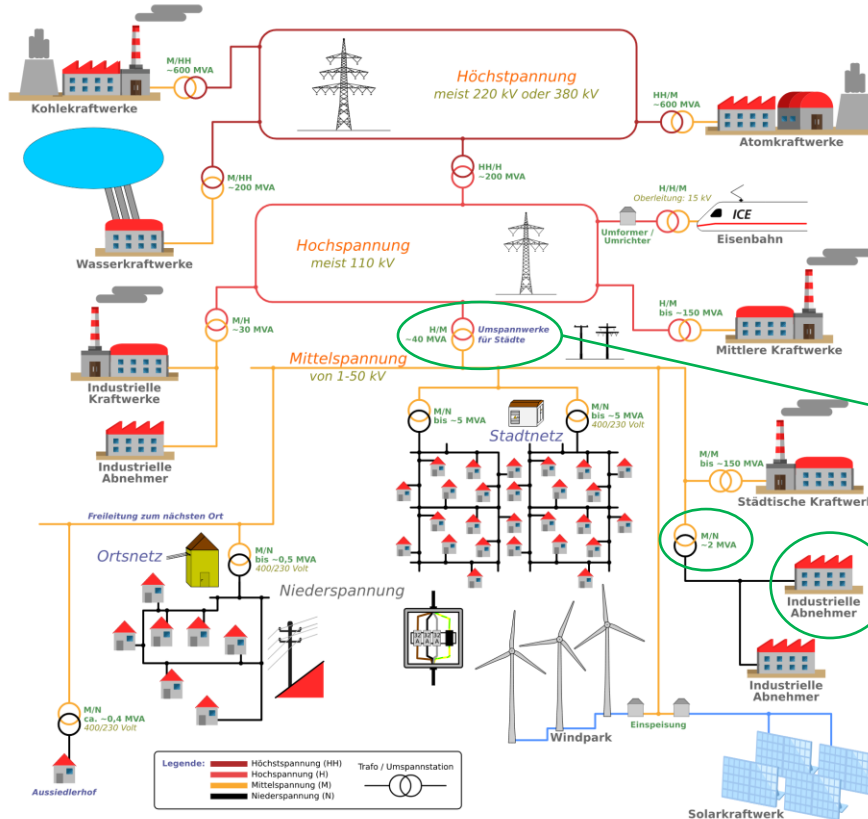 M/HH
~600 MVA
Kohlekraftwerke
Höchstpannung
meist 220 kV oder 380 kV
HH/M
~600 MVA
Atomkraftwerke
M/HH
~200 MVA
Wasserkraftwerke
HH/H
~200 MVA
H/H/M
Oberleitung: 15 kV
ICE
Umformer /
Umrichter
Eisenbahn
Hochspannung
meist 110 kV
M/H
~30 MVA
H/M
~40 MVA
Umspannwerke
für Städte
H/M
bis ~150 MVA
Mittlere Kraftwerke
Industrielle
Kraftwerke
Mittelspannung
von 1-50 kV
Industrielle
Abnehmer
M/N
bis ~5 MVA
Stadtnetz
M/N
bis ~5 MVA
400/230 Volt
M/M
bis ~150 MVA
Städtische Kraftwerk
Freileitung zum nächsten Ort
Ortsnetz
M/N
bis ~0,5 MVA
400/230 Volt
Niederspannung
M/N
~2 MVA
Industrielle
Abnehmer
Industrielle
Abnehmer
M/N
ca. ~0,4 MVA
400/230 Volt
Aussiedlerhof
Windpark
Einspeisung
Solarkraftwerk
Legende:
Höchstspannung (HH)
Hochspannung (H)
Mittelspannung (M)
Niederspannung (N)
Trafo / Umspannstation